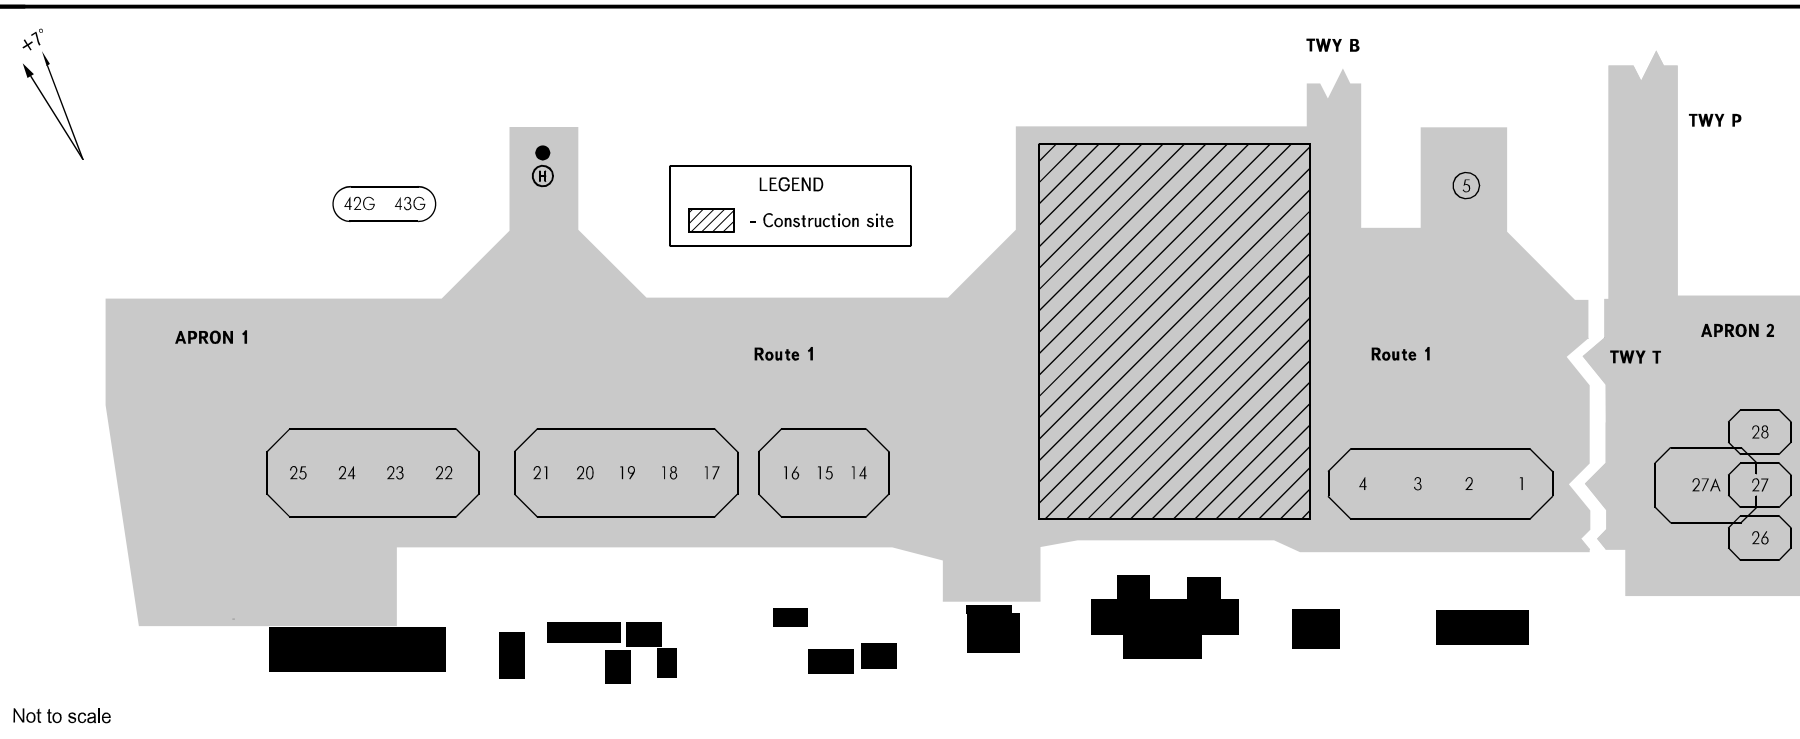 +7°
TWY B
TWY P
H
5
42G 43G
LEGEND
- Construction site
APRON 1
Route 1
Route 1
TWY T
APRON 2
28
25 24 23 22
21 20 19 18 17
16 15 14
4 3 2 1
27A 27
26
Not to scale